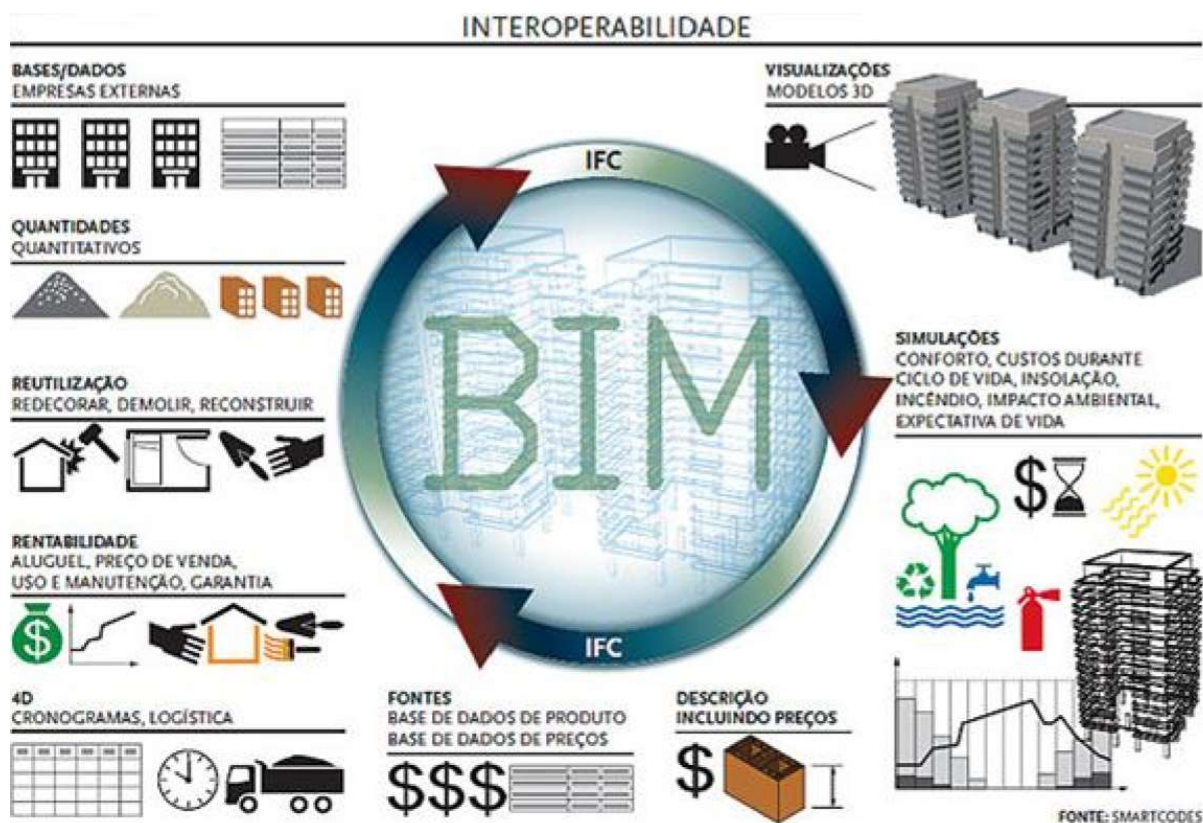 INTEROPERABILIDADE
BASES/DADOS
EMPRESAS EXTERNAS
QUANTIDADES
QUANTITATIVOS
REUTILIZAÇÃO
REDECORAR, DEMOLIR, RECONSTRUIR
RENTABILIDADE
ALUGUEL, PREÇO DE VENDA,
USO E MANUTENÇÃO, GARANTIA
$
4D
CRONOGRAMAS, LOGÍSTICA
IFC
BIM
IFC
FONTES
BASE DE DADOS DE PRODUTO
BASE DE DADOS DE PREÇOS
$$$
DESCRIÇÃO
INCLUINDO PREÇOS
$
VISUALIZAÇÕES
MODELOS 3D
SIMULAÇÕES
CONFORTO, CUSTOS DURANTE
CICLO DE VIDA, INSOLAÇÃO,
INCÊNDIO, IMPACTO AMBIENTAL,
EXPECTATIVA DE VIDA
$
FONTE: SMARTCODES